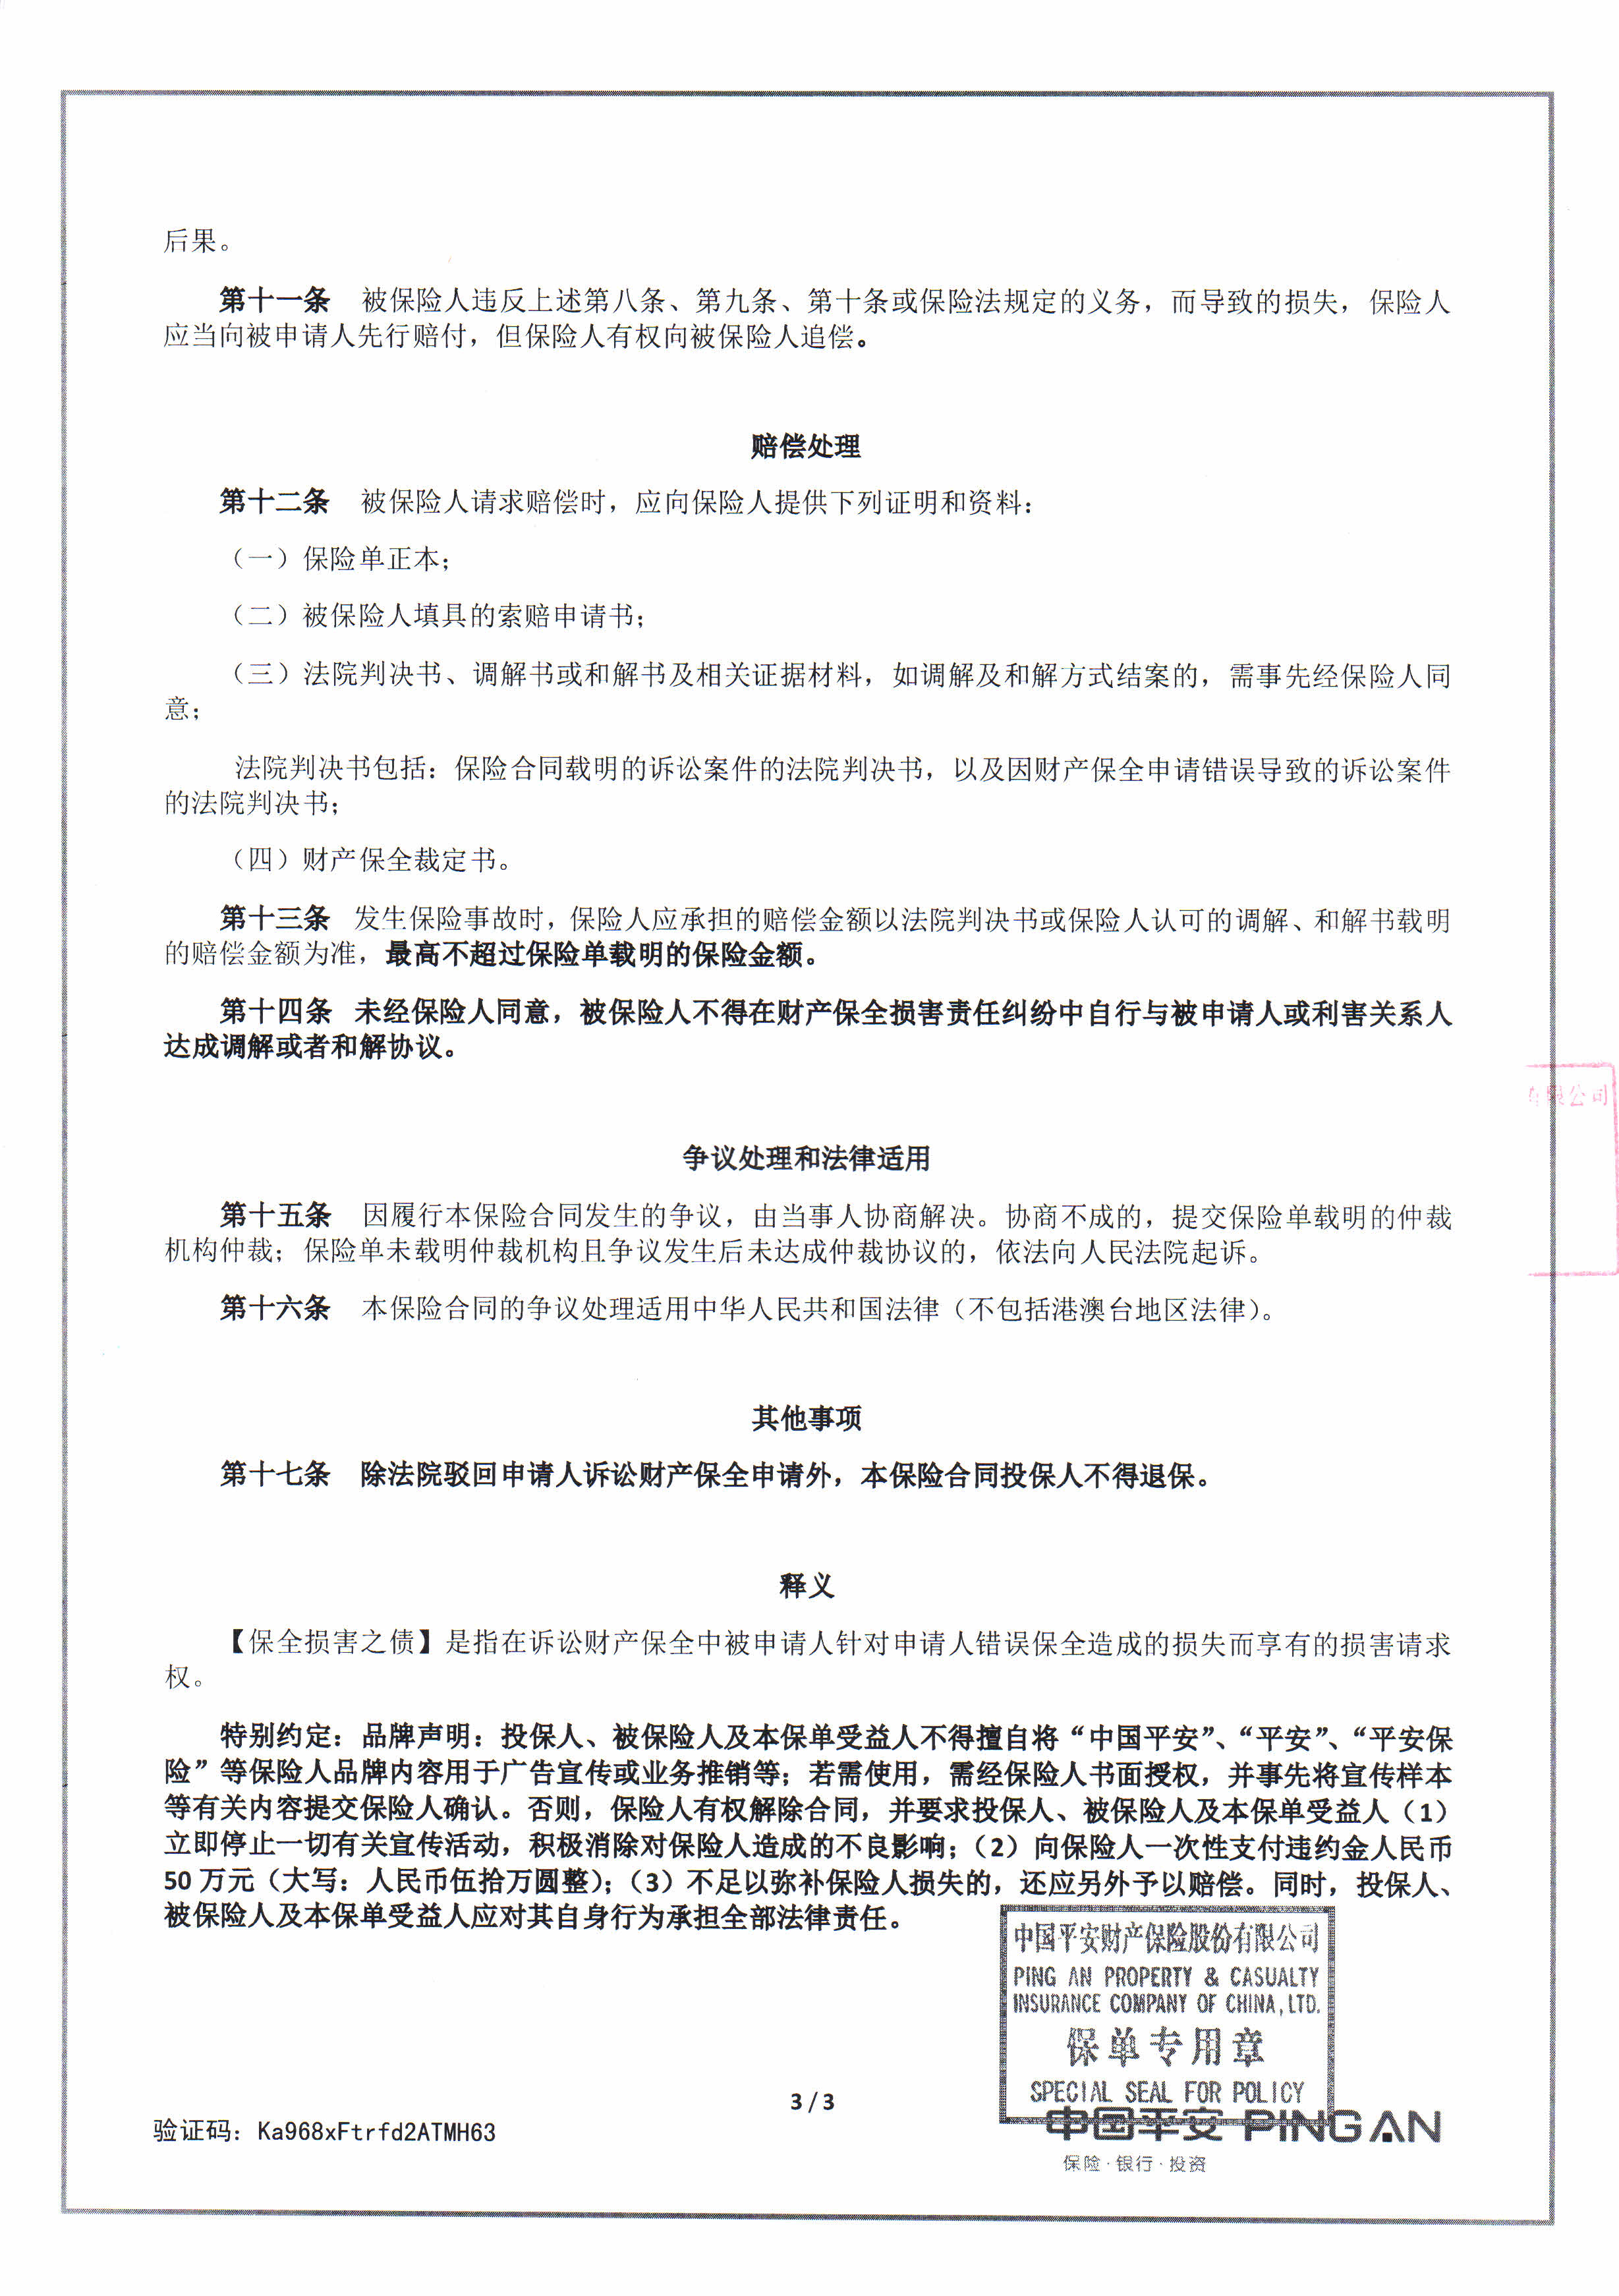 后果。
第十一条 被保险人违反上述第八条、第九条、第十条或保险法规定的义务，而导致的损失，保险人
应当向被申请人先行赔付，但保险人有权向被保险人追偿。
赔偿处理
第十二条 被保险人请求赔偿时，应向保险人提供下列证明和资料：
（一）保险单正本；
（二）被保险人填具的索赔申请书；
（三）法院判决书、调解书或和解书及相关证据材料，如调解及和解方式结案的，需事先经保险人同
意；
法院判决书包括：保险合同载明的诉讼案件的法院判决书，以及因财产保全申请错误导致的诉讼案件
的法院判决书；
（四）财产保全裁定书。
第十三条 发生保险事故时，保险人应承担的赔偿金额以法院判决书或保险人认可的调解、和解书载明
的赔偿金额为准，最高不超过保险单载明的保险金额。
第十四条 未经保险人同意，被保险人不得在财产保全损害责任纠纷中自行与被申请人或利害关系人
达成调解或者和解协议。
有限公司
争议处理和法律适用
第十五条 因履行本保险合同发生的争议，由当事人协商解决。协商不成的，提交保险单载明的仲裁
机构仲裁；保险单未载明仲裁机构且争议发生后未达成仲裁协议的，依法向人民法院起诉。
第十六条 本保险合同的争议处理适用中华人民共和国法律（不包括港澳台地区法律）。
其他事项
第十七条 除法院驳回申请人诉讼财产保全申请外，本保险合同投保人不得退保。
释义
【保全损害之债】是指在诉讼财产保全中被申请人针对申请人错误保全造成的损失而享有的损害请求
权。
特别约定：品牌声明：投保人、被保险人及本保单受益人不得擅自将“中国平安”、“平安”、“平安保
险”等保险人品牌内容用于广告宣传或业务推销等；若需使用，需经保险人书面授权，并事先将宣传样本
等有关内容提交保险人确认。否则，保险人有权解除合同，并要求投保人、被保险人及本保单受益人（1）
立即停止一切有关宣传活动，积极消除对保险人造成的不良影响；（2）向保险人一次性支付违约金人民币
50 万元（大写：人民币伍拾万圆整）；（3）不足以弥补保险人损失的，还应另外予以赔偿。同时，投保人、
被保险人及本保单受益人应对其自身行为承担全部法律责任。
中国平安财产保险股份有限公司
PING AN PROPERTY & CASUALTY
INSURANCE COMPANY OF CHINA, LTD.
保单专用章
SPECIAL SEAL FOR POLICY
3 / 3
验证码：Ka968xFtrfd2ATMH63
中国平安 PING AN
保险·银行·投资